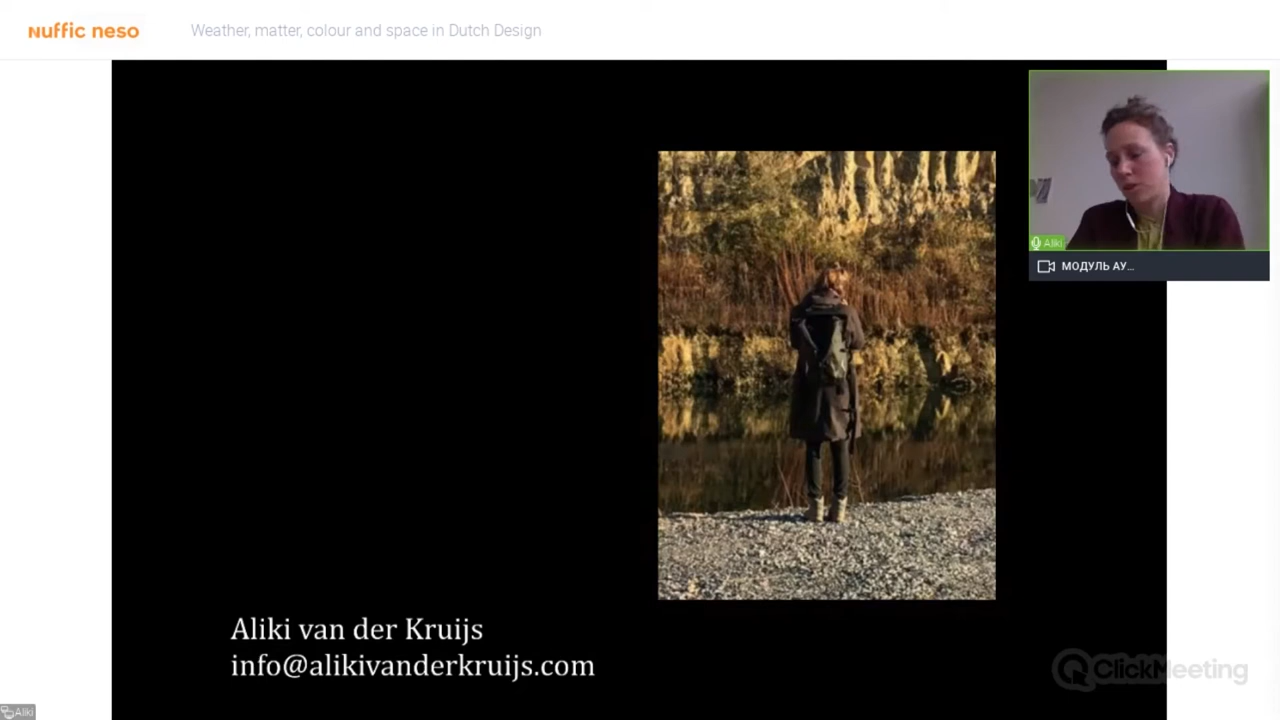 Nuffic neso
Weather, matter, colour and space in Dutch Design
Aliki
МОДУЛЬ АУ...
Aliki van der Kruijs
info@alikivanderkruijs.com
ClickMeeting
Aliki